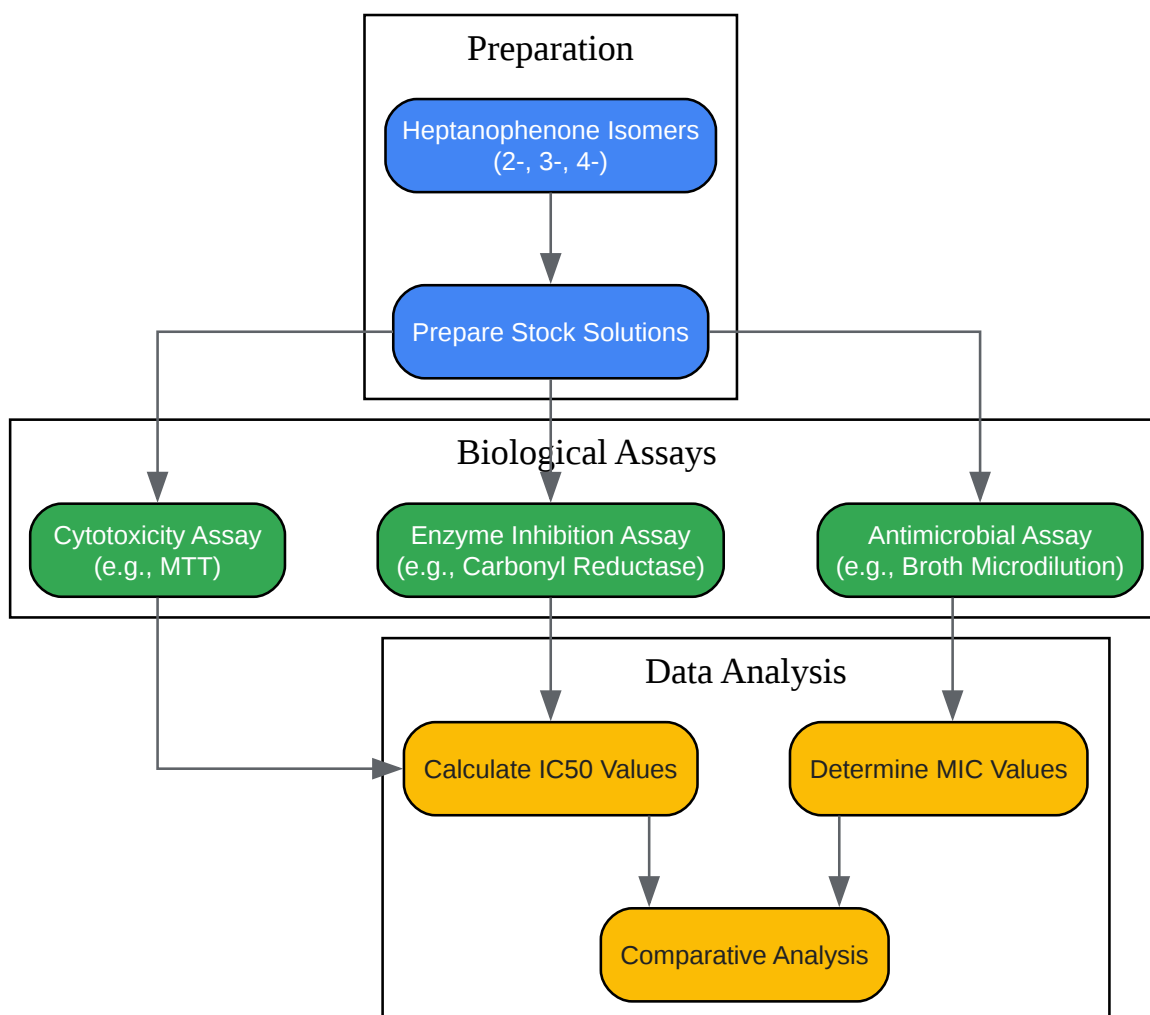 Preparation
Heptanophenone Isomers
(2-, 3-, 4-)
Prepare Stock Solutions
Biological Assays
Cytotoxicity Assay
(e.g., MTT)
Enzyme Inhibition Assay
(e.g., Carbonyl Reductase)
Antimicrobial Assay
(e.g., Broth Microdilution)
Data Analysis
Calculate IC50 Values
Determine MIC Values
Comparative Analysis